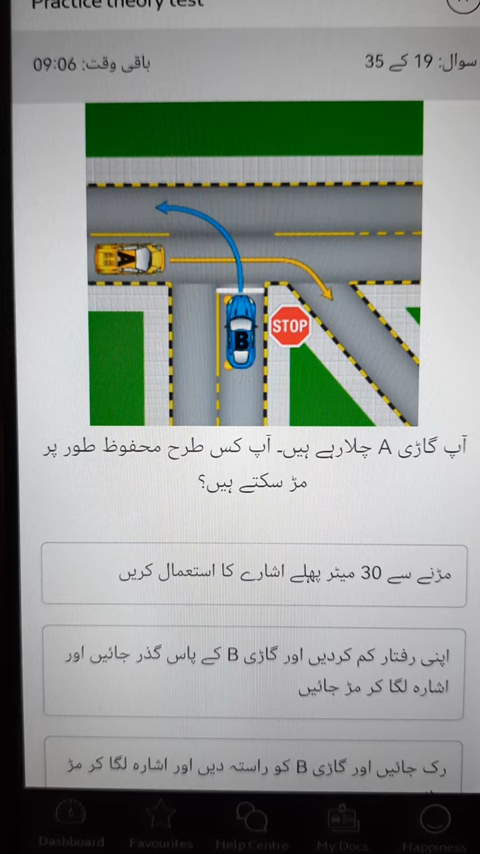 Practice theory test
سوال: 19 کے 35
باقی وقت: 09:06
A
B
STOP
آپ گاڑی A چلارہے ہیں۔ آپ کس طرح محفوظ طور پر
مڑ سکتے ہیں؟
مڑنے سے 30 میٹر پہلے اشارے کا استعمال کریں
اپنی رفتار کم کردیں اور گاڑی B کے پاس گذر جائیں اور
اشارہ لگا کر مڑ جائیں
رک جائیں اور گاڑی B کو راستہ دیں اور اشارہ لگا کر مڑ
Dashboard
Favourites
Help Centre
My Docs
Happiness